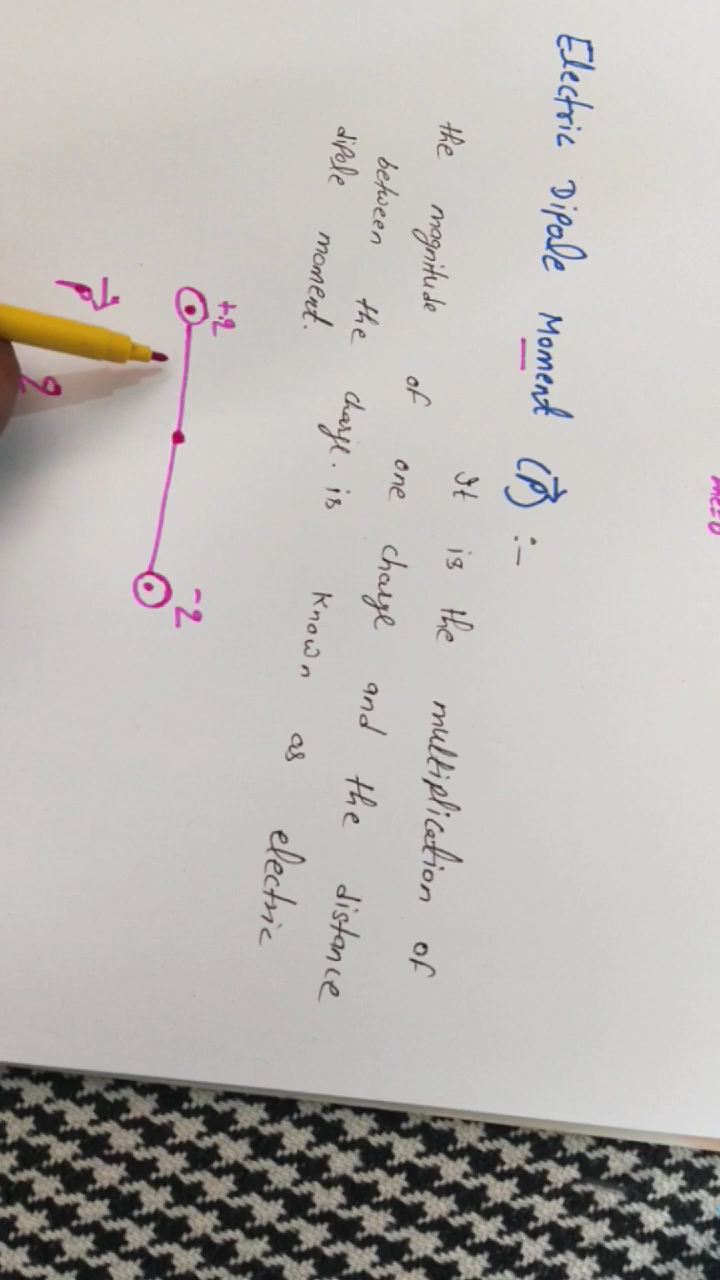 Electric Dipole Moment (p⃗) :-
It is the multiplication of
the magnitude of one charge and the distance
between the charge. is known as electric
dipole moment.
+q
-q
p⃗